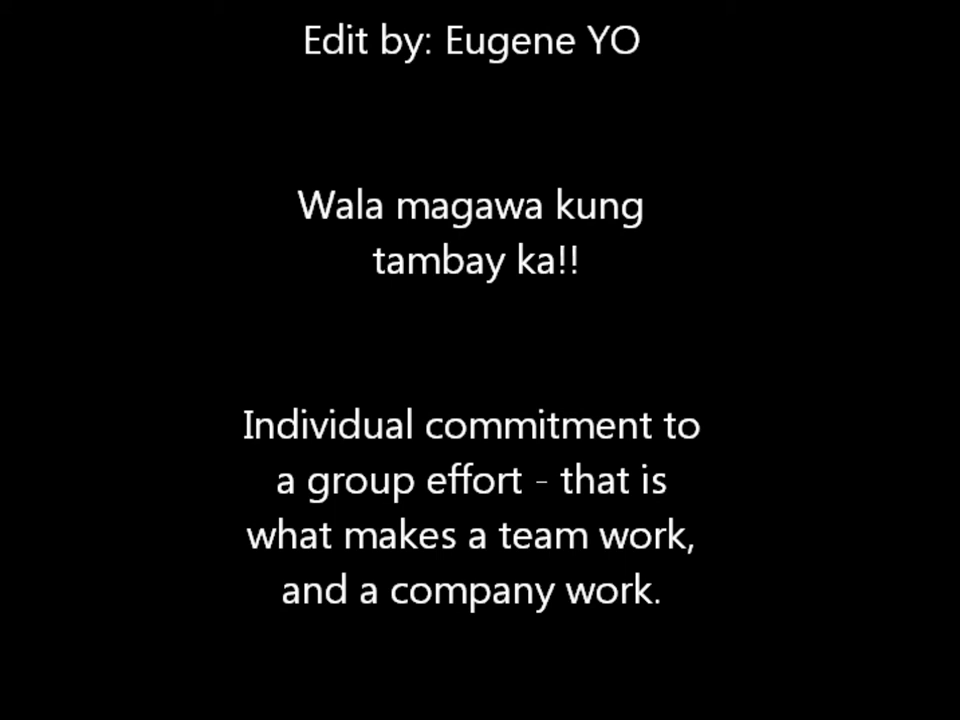 Edit by: Eugene YO
Wala magawa kung
tambay ka!!
Individual commitment to
a group effort - that is
what makes a team work,
and a company work.